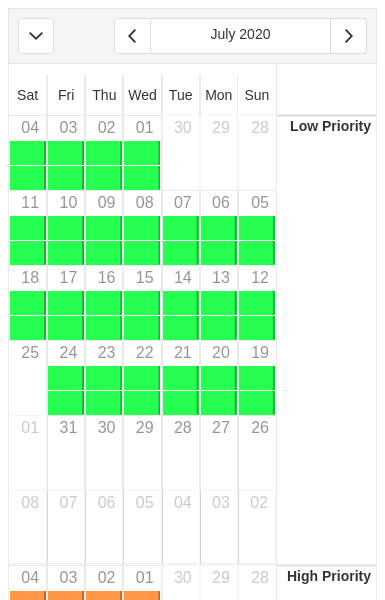 July 2020
Sat Fri Thu Wed Tue Mon Sun
04 03 02 01 30 29 28 Low Priority
11 10 09 08 07 06 05
18 17 16 15 14 13 12
25 24 23 22 21 20 19
01 31 30 29 28 27 26
08 07 06 05 04 03 02
04 03 02 01 30 29 28 High Priority